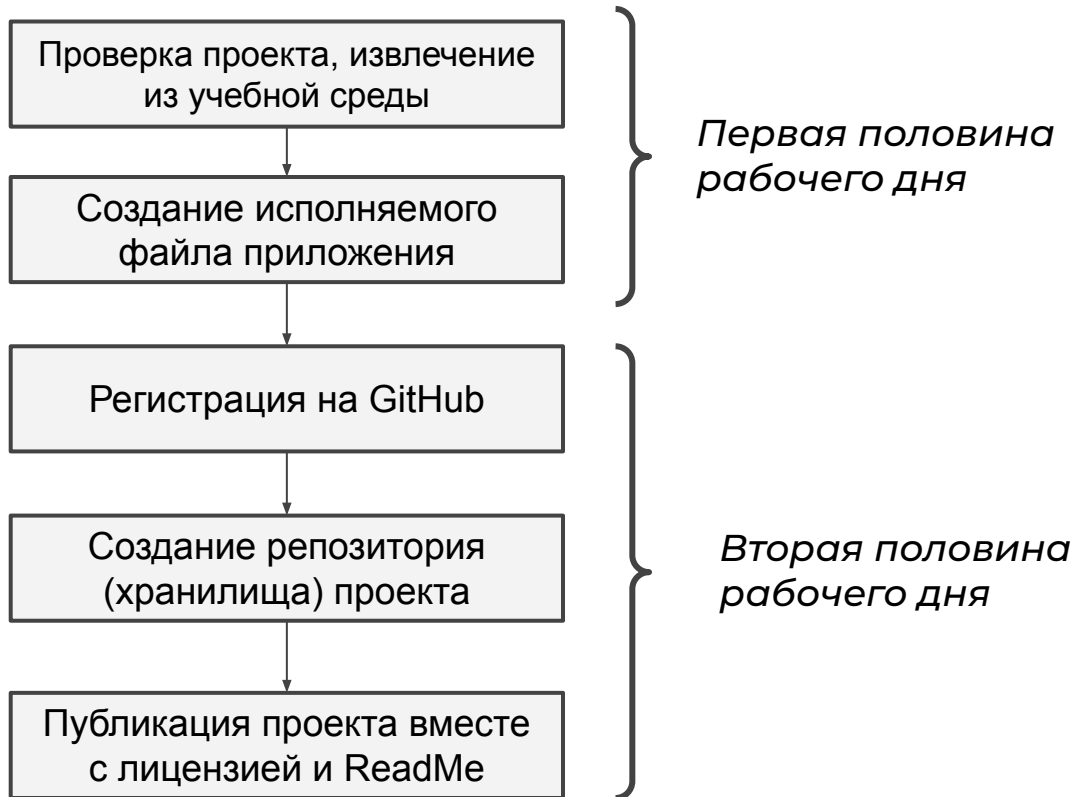 Проверка проекта, извлечение
из учебной среды
Первая половина
рабочего дня
Создание исполняемого
файла приложения
Регистрация на GitHub
Создание репозитория
(хранилища) проекта
Вторая половина
рабочего дня
Публикация проекта вместе
с лицензией и ReadMe